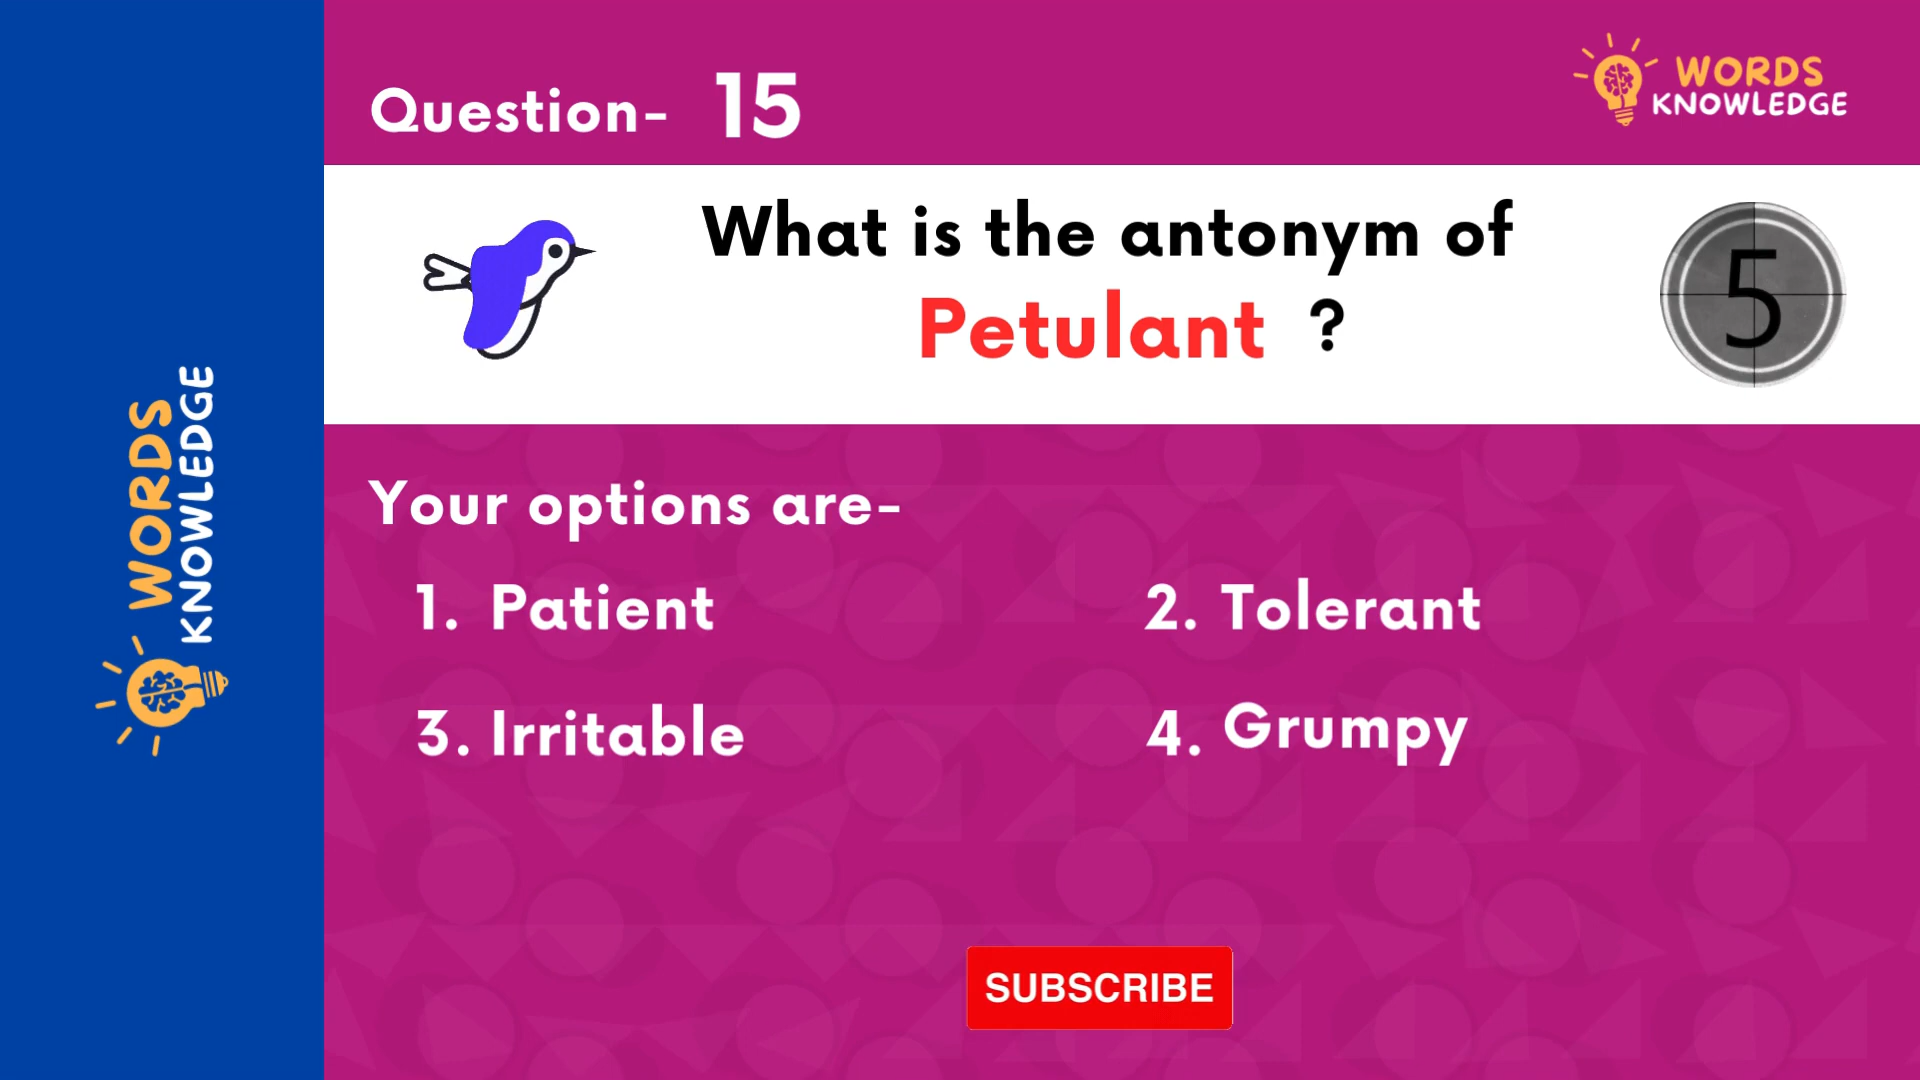 Question- 15
WORDS
KNOWLEDGE
What is the antonym of
Petulant ?
5
WORDS
KNOWLEDGE
Your options are-
1. Patient
2. Tolerant
3. Irritable
4. Grumpy
SUBSCRIBE